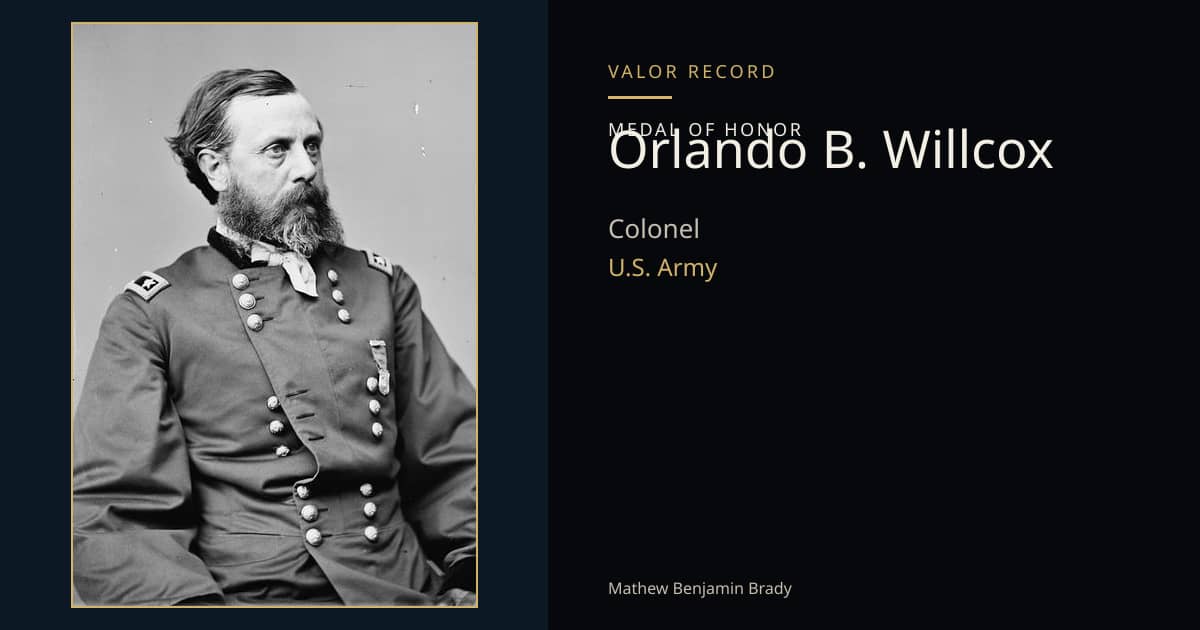 VALOR RECORD
MEDAL OF HONOR
Orlando B. Willcox
Colonel
U.S. Army
Mathew Benjamin Brady